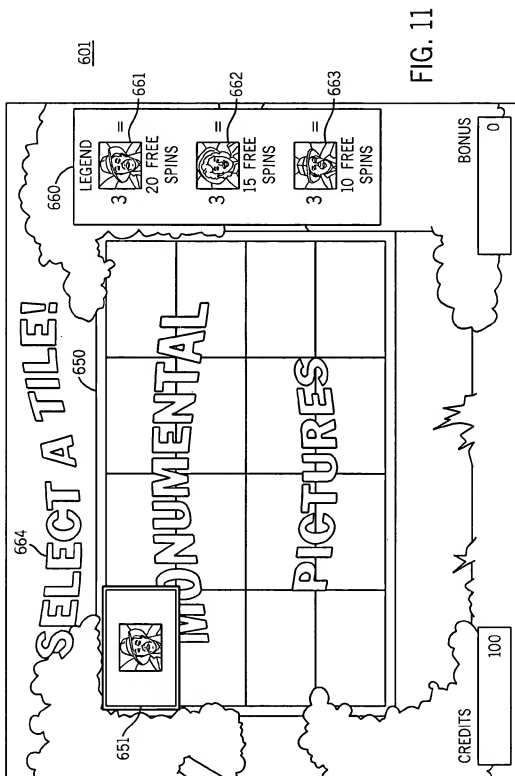 601
664
SELECT A TILE!
650
660
651
MONUMENTAL
PICTURES
LEGEND
3 =
661
20 FREE
SPINS
3 =
662
15 FREE
SPINS
3 =
663
10 FREE
SPINS
CREDITS
100
BONUS
0
FIG. 11